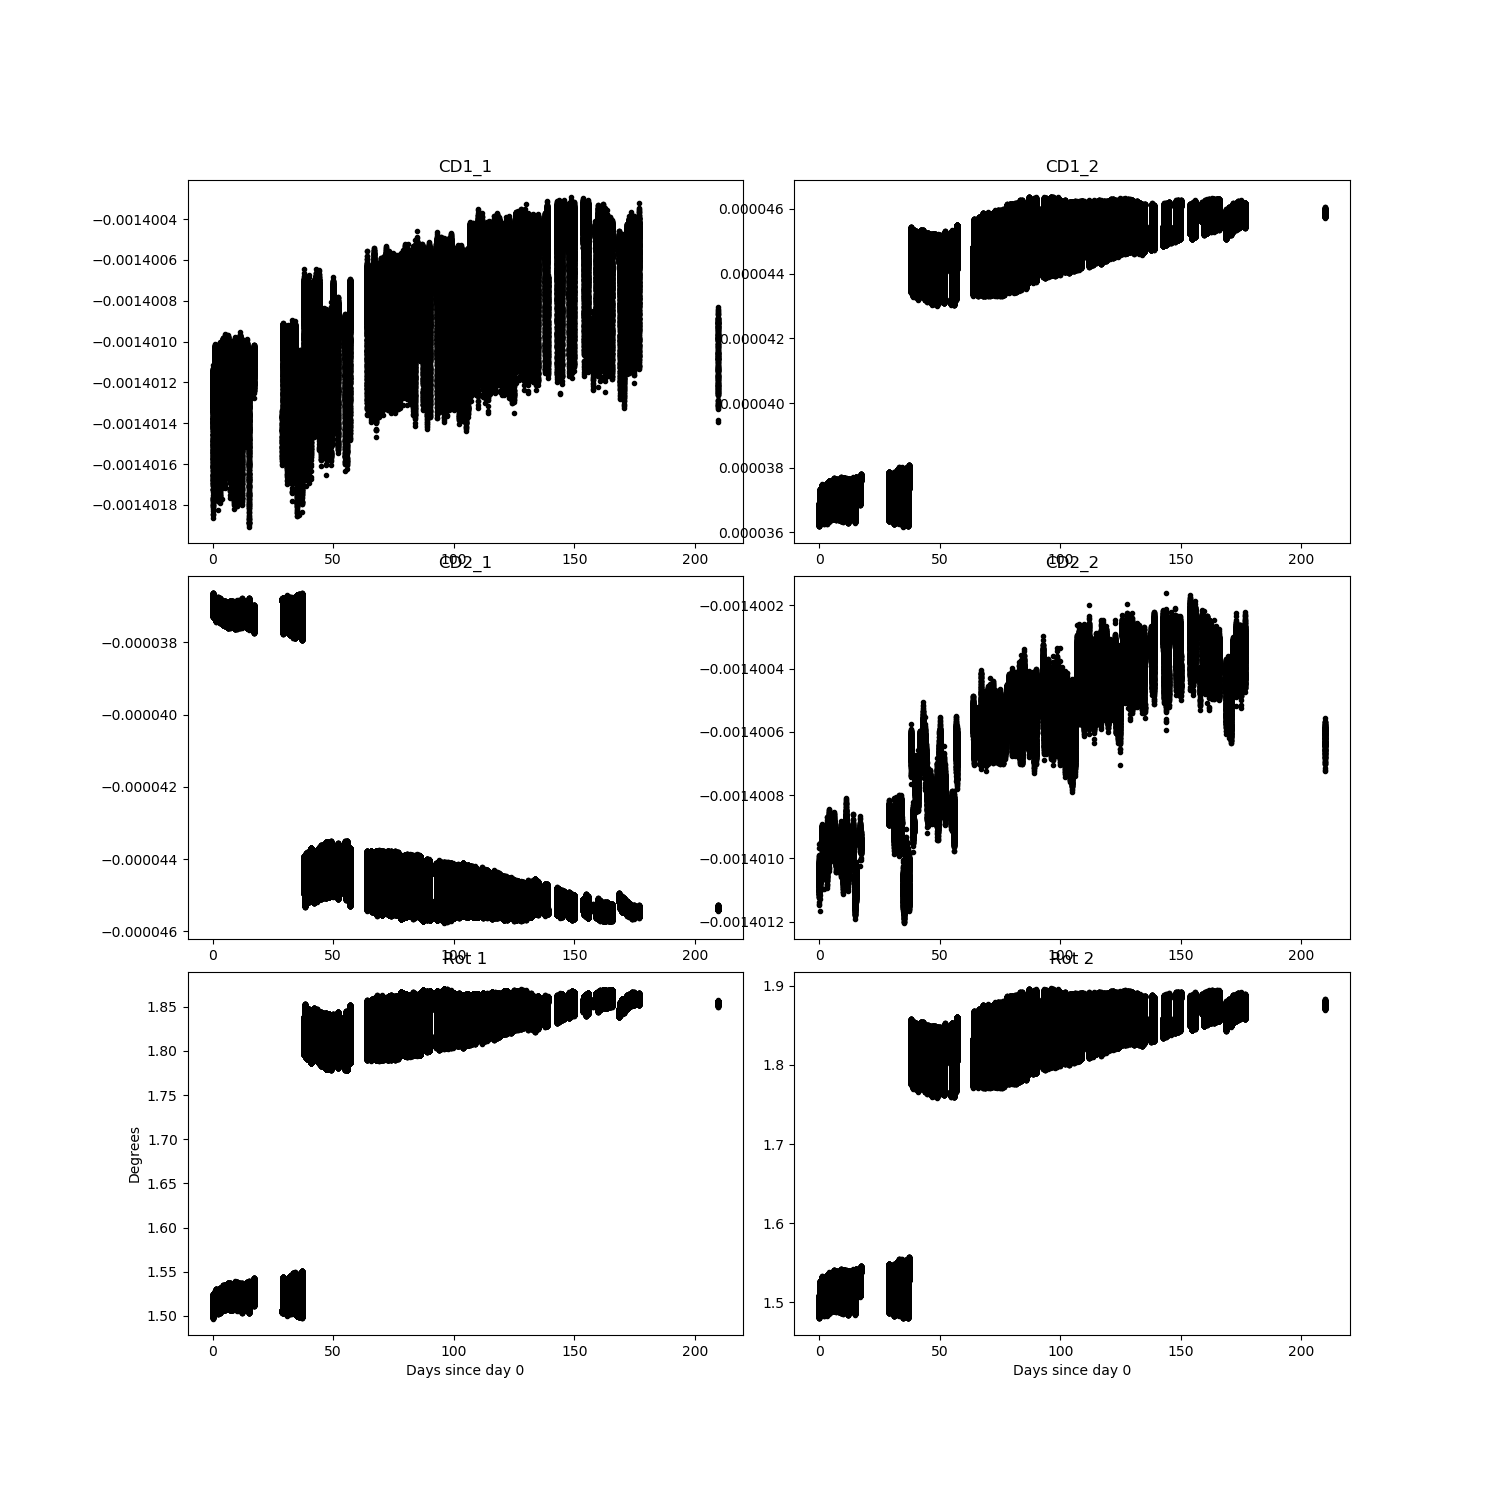 CD1_1
CD1_2
−0.0014004
−0.0014006
−0.0014008
−0.0014010
−0.0014012
−0.0014014
−0.0014016
−0.0014018
0.000046
0.000044
0.000042
0.000040
0.000038
0.000036
0 50 100 150 200
0 50 100 150 200
CD2_1
CD2_2
−0.000038
−0.000040
−0.000042
−0.000044
−0.000046
−0.0014002
−0.0014004
−0.0014006
−0.0014008
−0.0014010
−0.0014012
0 50 100 150 200
0 50 100 150 200
Rot 1
Rot 2
Degrees
1.85
1.80
1.75
1.70
1.65
1.60
1.55
1.50
1.9
1.8
1.7
1.6
1.5
0 50 100 150 200
0 50 100 150 200
Days since day 0
Days since day 0